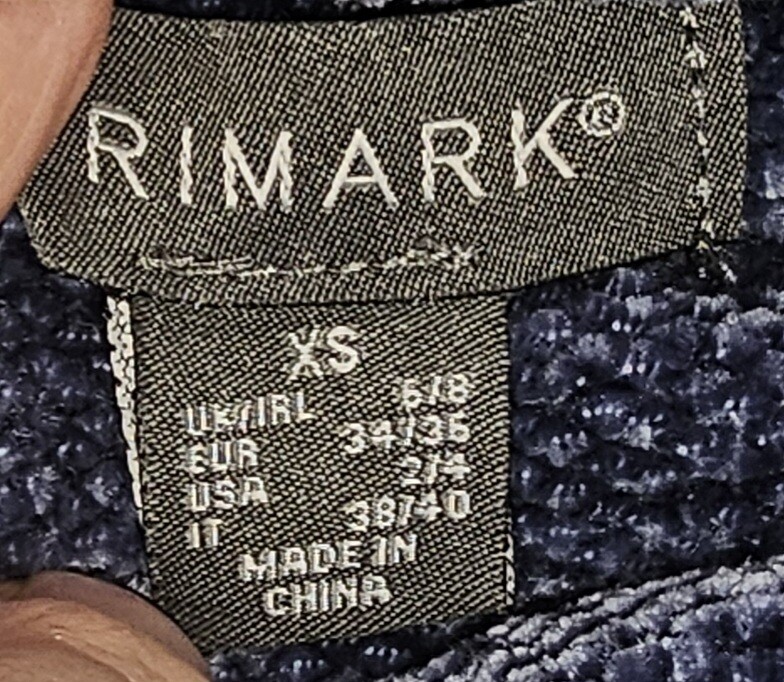 RIMARK®
XS
UK/IRL 6/8
EUR 34/36
USA 2/4
IT 38/40
MADE IN
CHINA